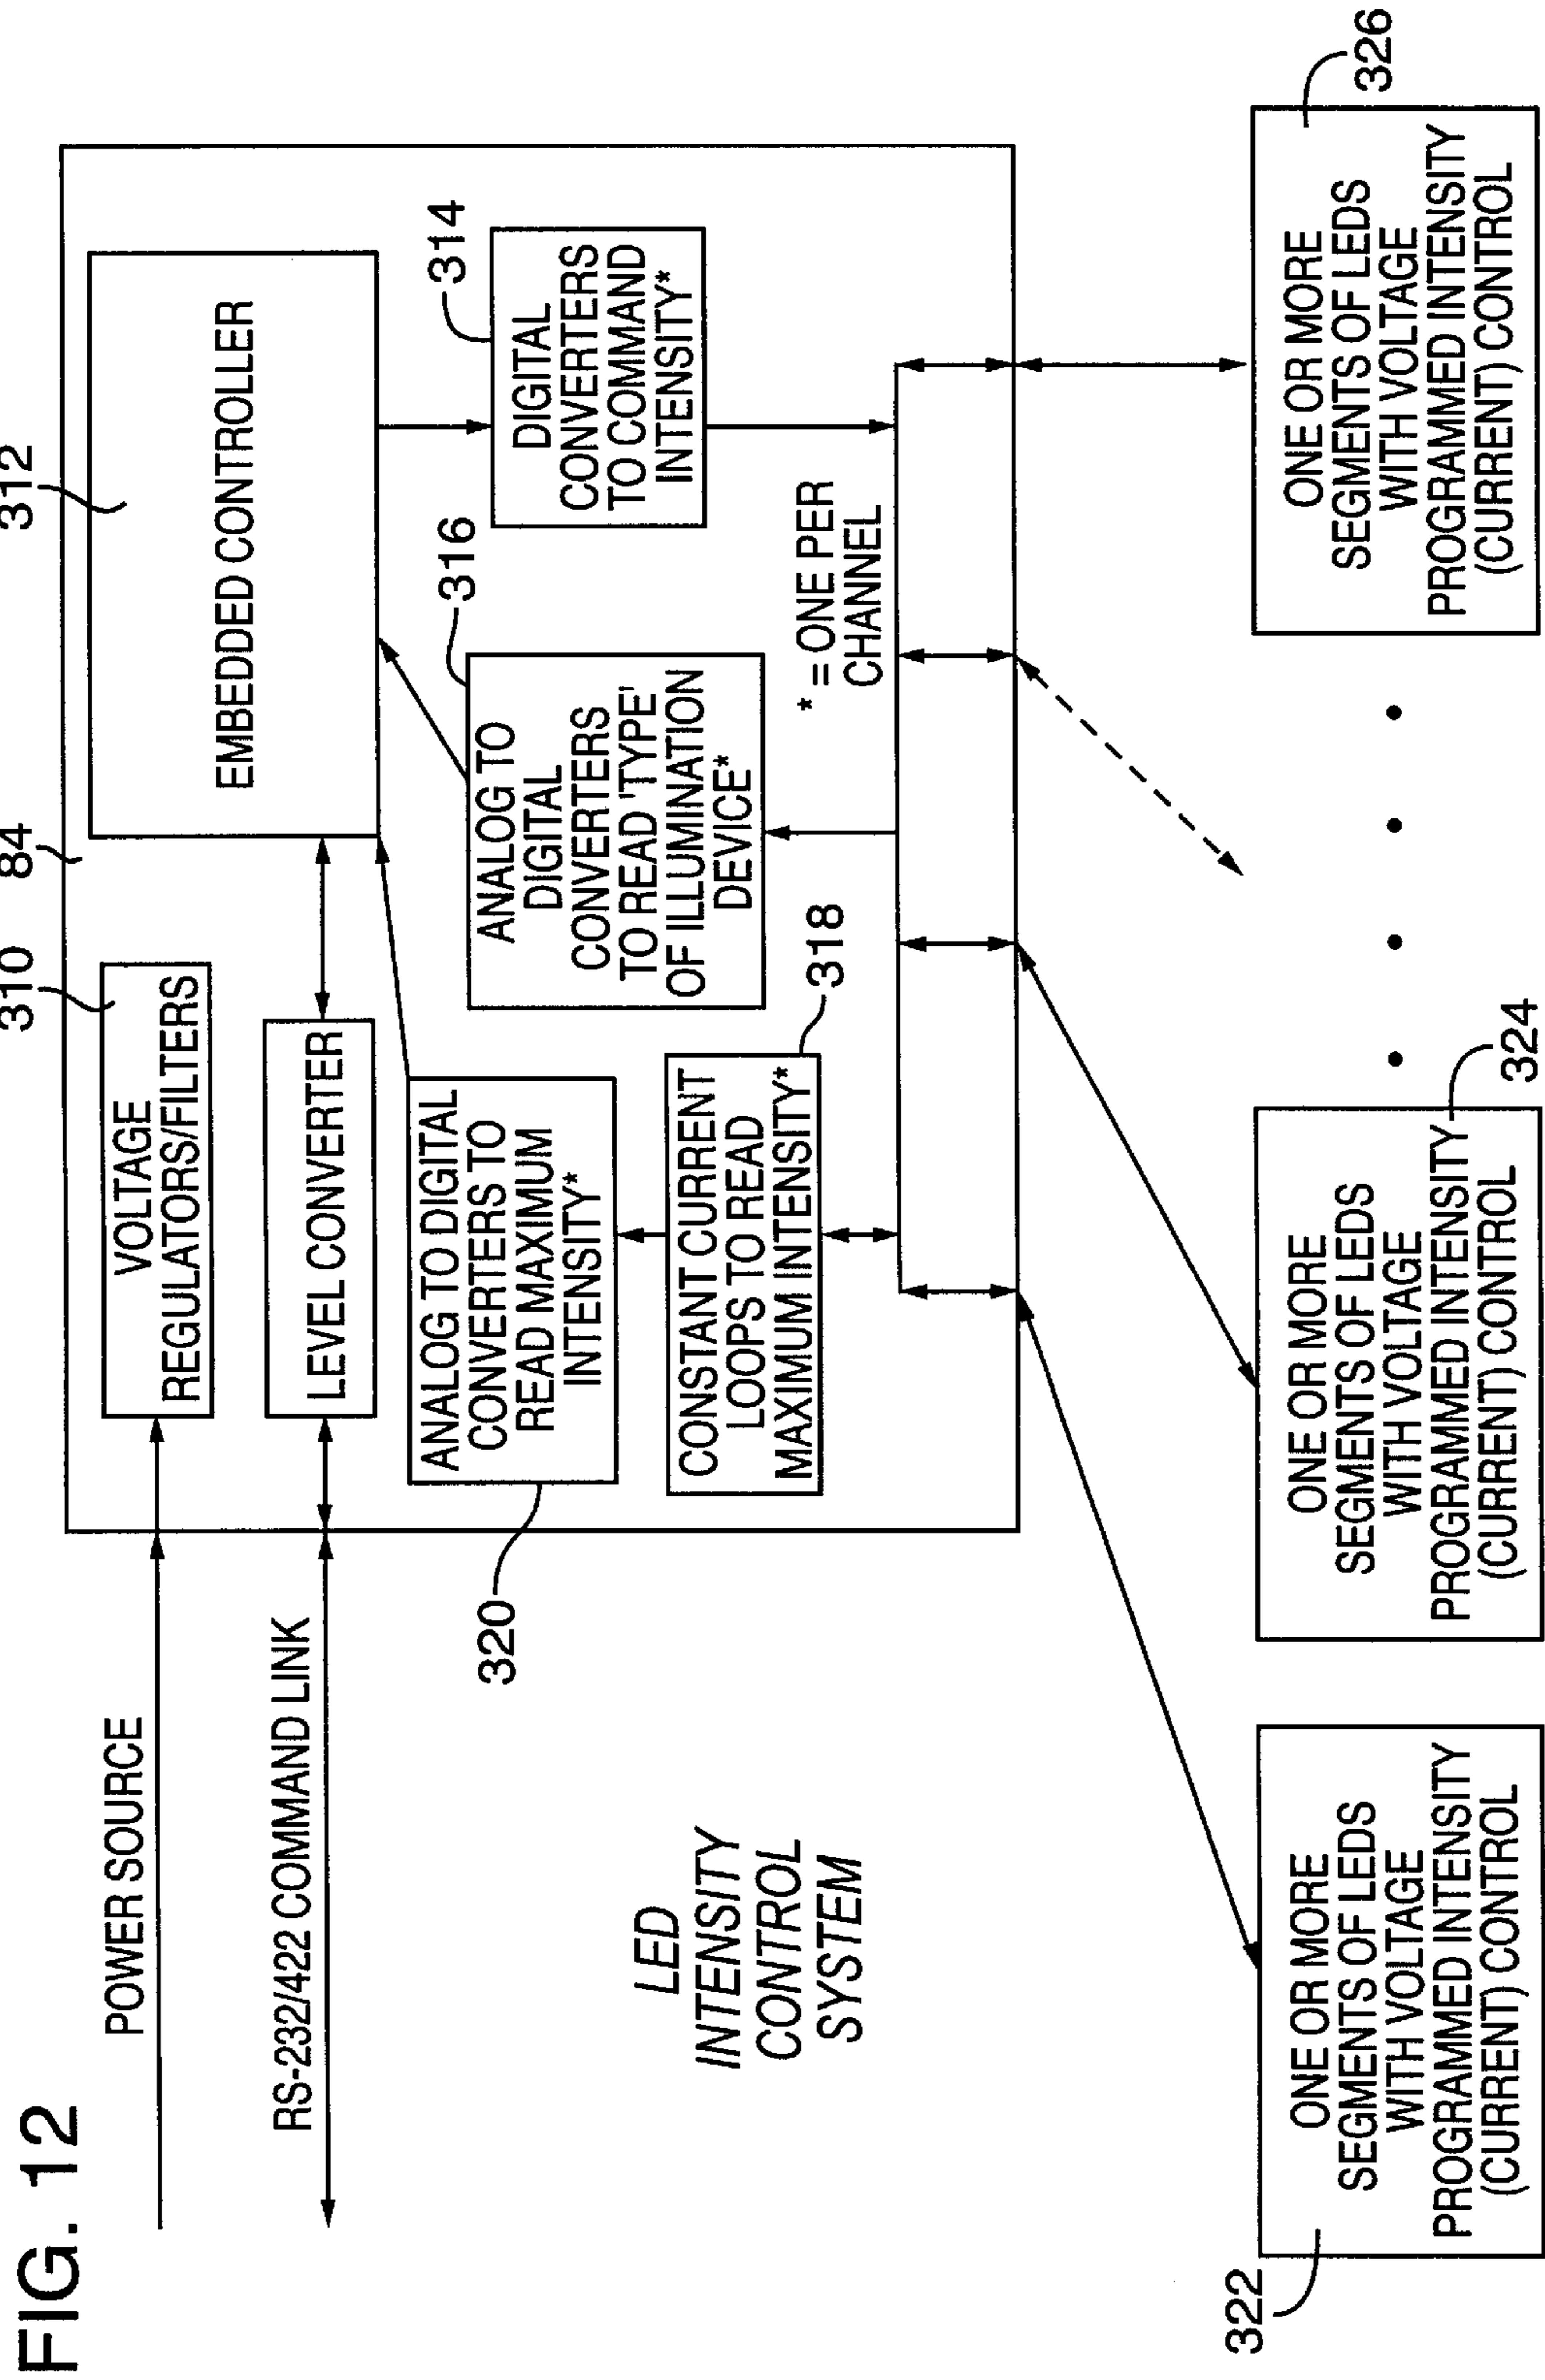 FIG. 12
POWER SOURCE
RS-232/422 COMMAND LINK
LED
INTENSITY
CONTROL
SYSTEM
310
84
312
VOLTAGE
REGULATORS/FILTERS
LEVEL CONVERTER
EMBEDDED CONTROLLER
320
ANALOG TO DIGITAL
CONVERTERS TO
READ MAXIMUM
INTENSITY*
316
ANALOG TO
DIGITAL
CONVERTERS
TO READ 'TYPE'
OF ILLUMINATION
DEVICE*
314
DIGITAL
CONVERTERS
TO COMMAND
INTENSITY*
318
CONSTANT CURRENT
LOOPS TO READ
MAXIMUM INTENSITY*
* = ONE PER
CHANNEL
322
ONE OR MORE
SEGMENTS OF LEDS
WITH VOLTAGE
PROGRAMMED INTENSITY
(CURRENT) CONTROL
324
ONE OR MORE
SEGMENTS OF LEDS
WITH VOLTAGE
PROGRAMMED INTENSITY
(CURRENT) CONTROL
326
ONE OR MORE
SEGMENTS OF LEDS
WITH VOLTAGE
PROGRAMMED INTENSITY
(CURRENT) CONTROL